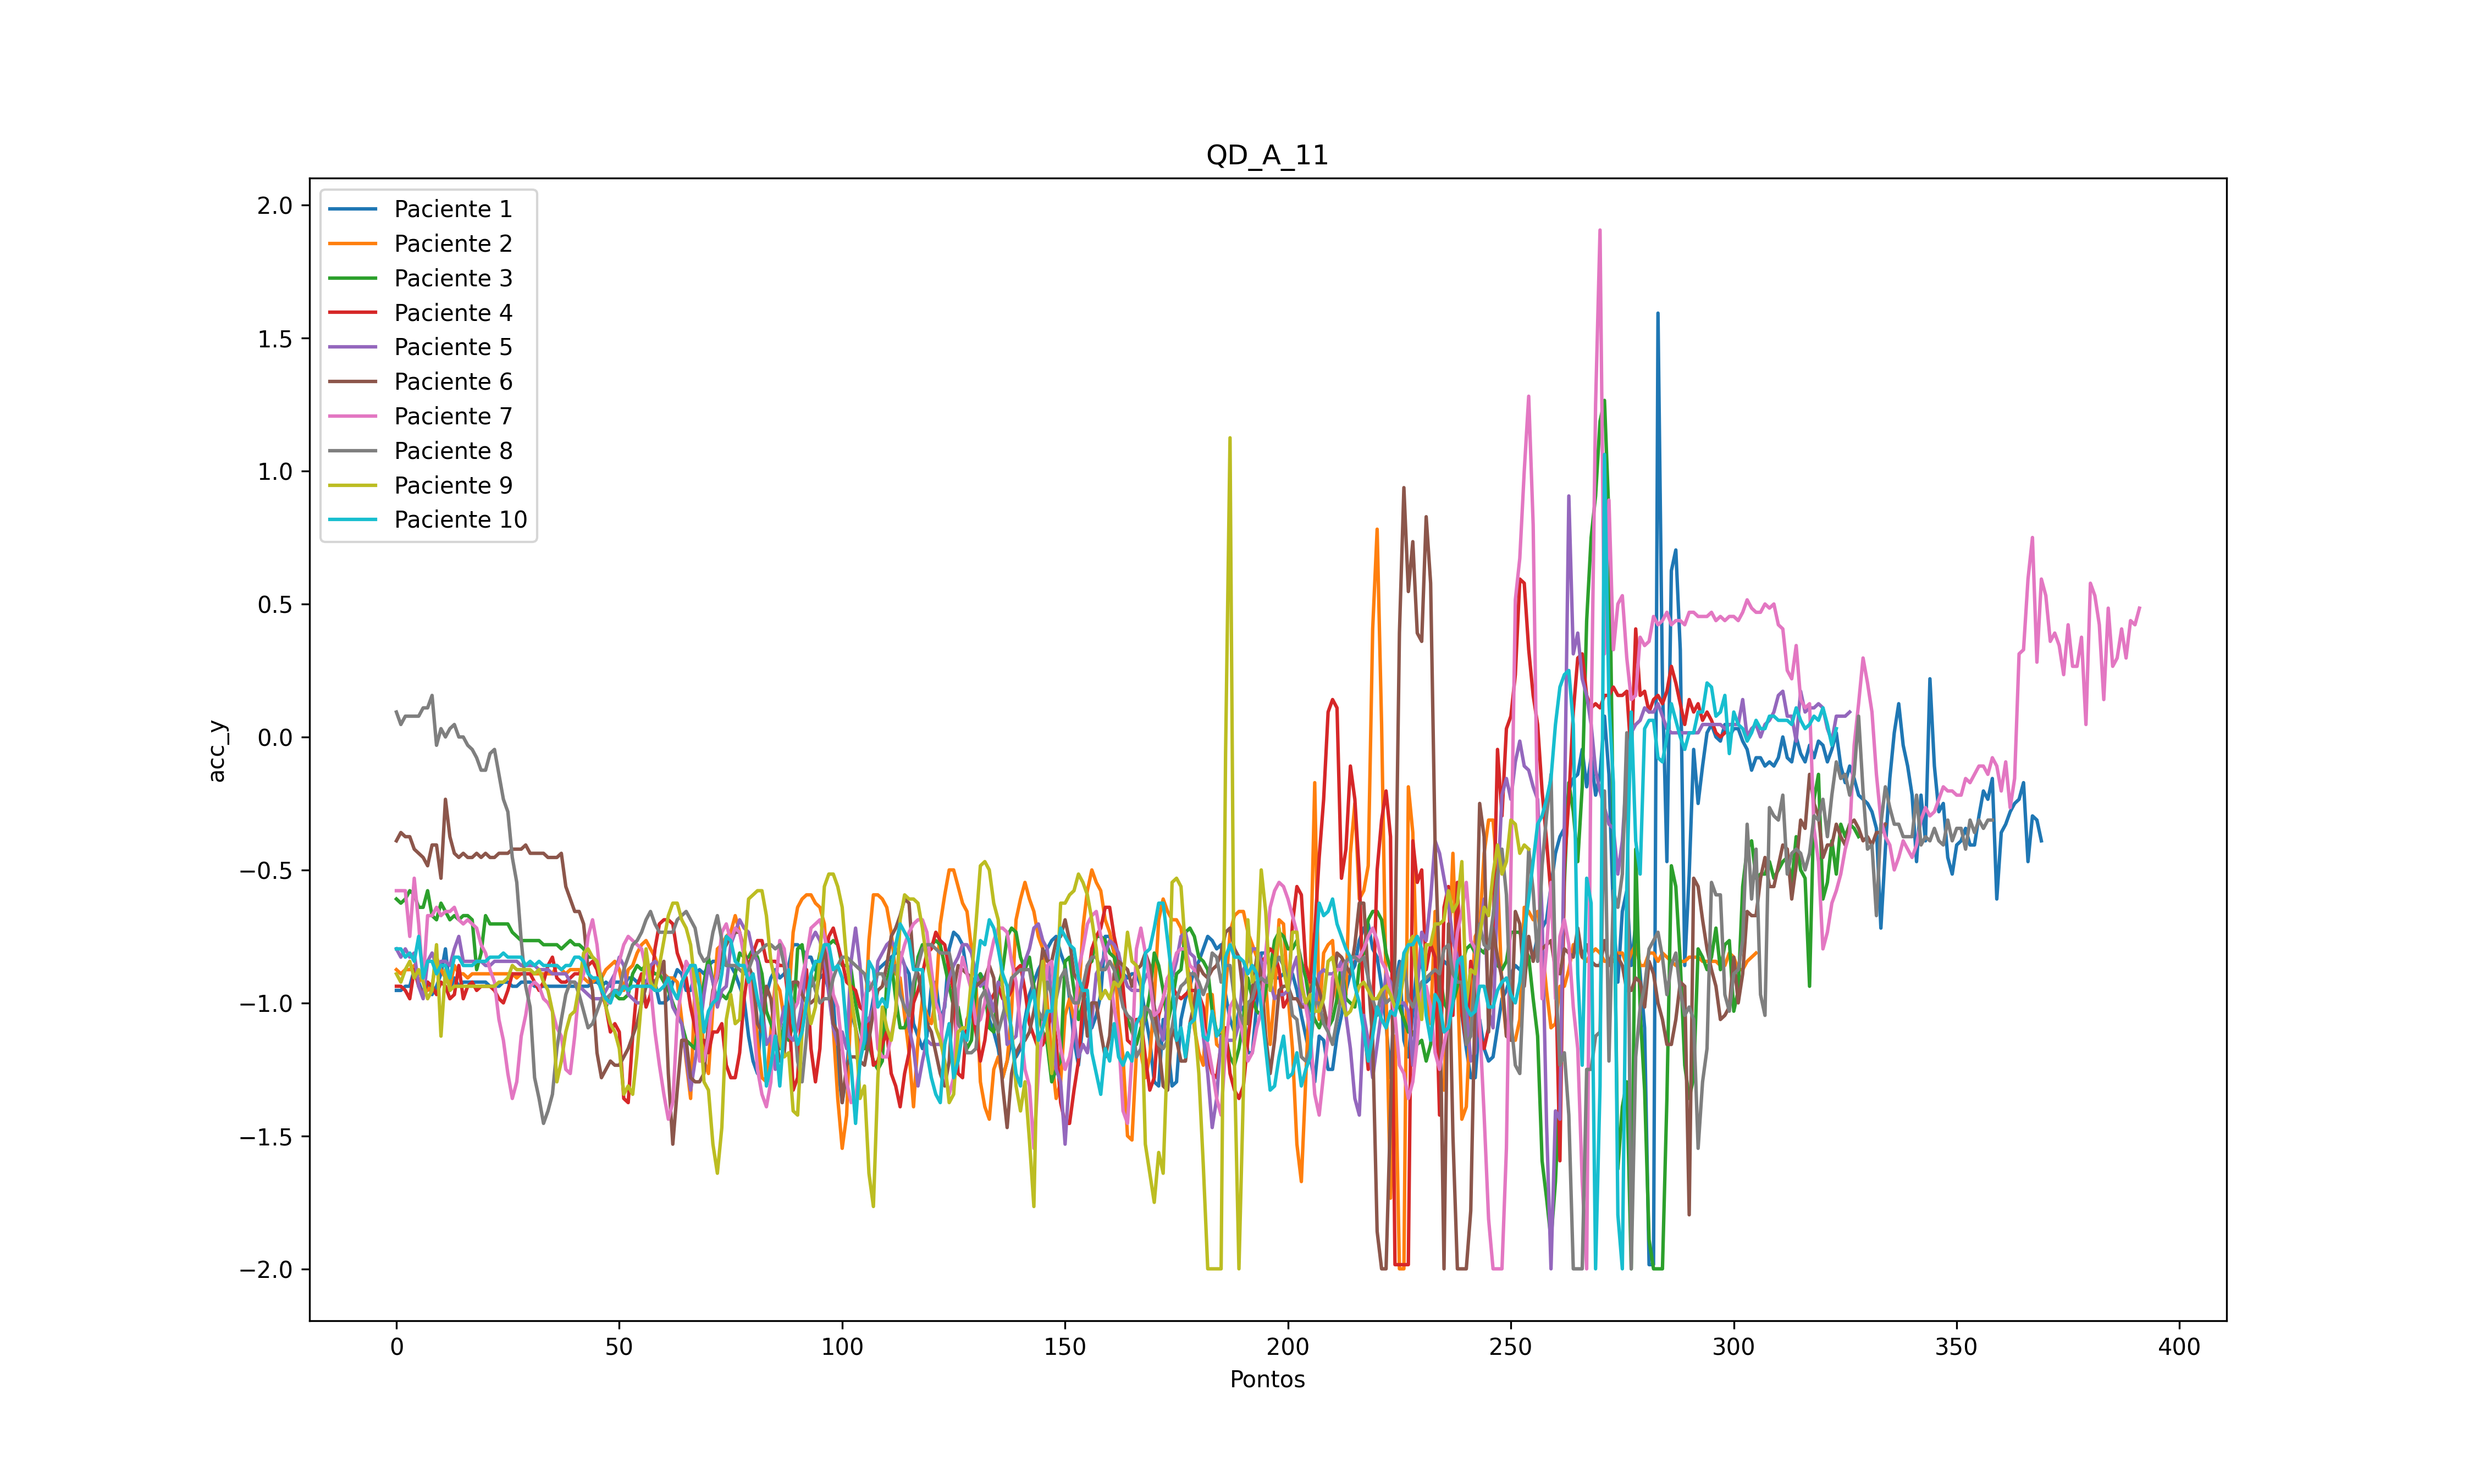 QD_A_11
2.0
1.5
1.0
0.5
0.0
−0.5
−1.0
−1.5
−2.0
acc_y
Paciente 1
Paciente 2
Paciente 3
Paciente 4
Paciente 5
Paciente 6
Paciente 7
Paciente 8
Paciente 9
Paciente 10
0 50 100 150 200 250 300 350 400
Pontos